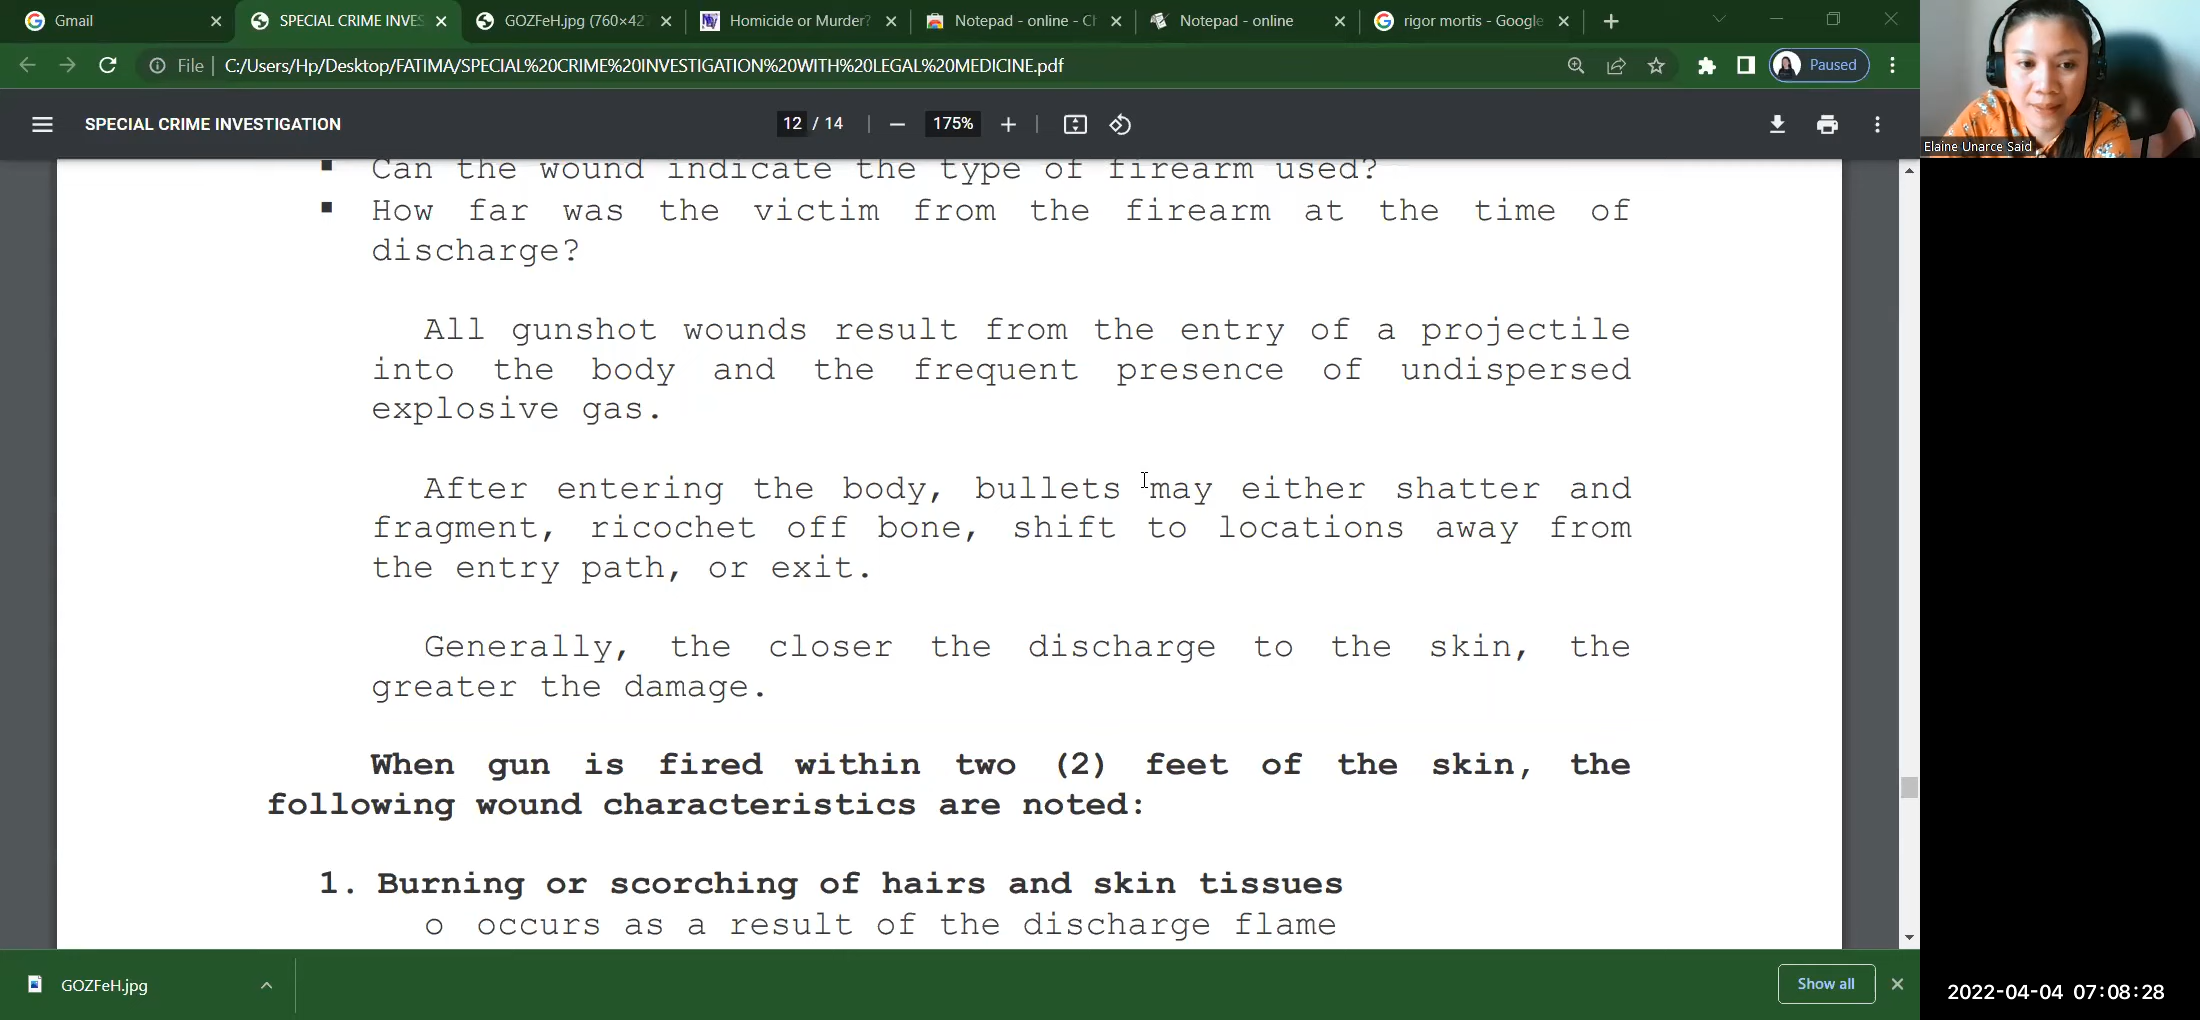 Gmail
SPECIAL CRIME INVES
GOZFeH.jpg (760×42
Homicide or Murder?
Notepad - online - Ch
Notepad - online
rigor mortis - Google
File
C:/Users/Hp/Desktop/FATIMA/SPECIAL%20CRIME%20INVESTIGATION%20WITH%20LEGAL%20MEDICINE.pdf
Paused
SPECIAL CRIME INVESTIGATION
12 / 14
175%
Elaine Unarce Said
▪ Can the wound indicate the type of firearm used?
▪ How far was the victim from the firearm at the time of
discharge?
All gunshot wounds result from the entry of a projectile
into the body and the frequent presence of undispersed
explosive gas.
After entering the body, bullets may either shatter and
fragment, ricochet off bone, shift to locations away from
the entry path, or exit.
Generally, the closer the discharge to the skin, the
greater the damage.
When gun is fired within two (2) feet of the skin, the
following wound characteristics are noted:
1. Burning or scorching of hairs and skin tissues
o occurs as a result of the discharge flame
GOZFeH.jpg
Show all
2022-04-04 07:08:28